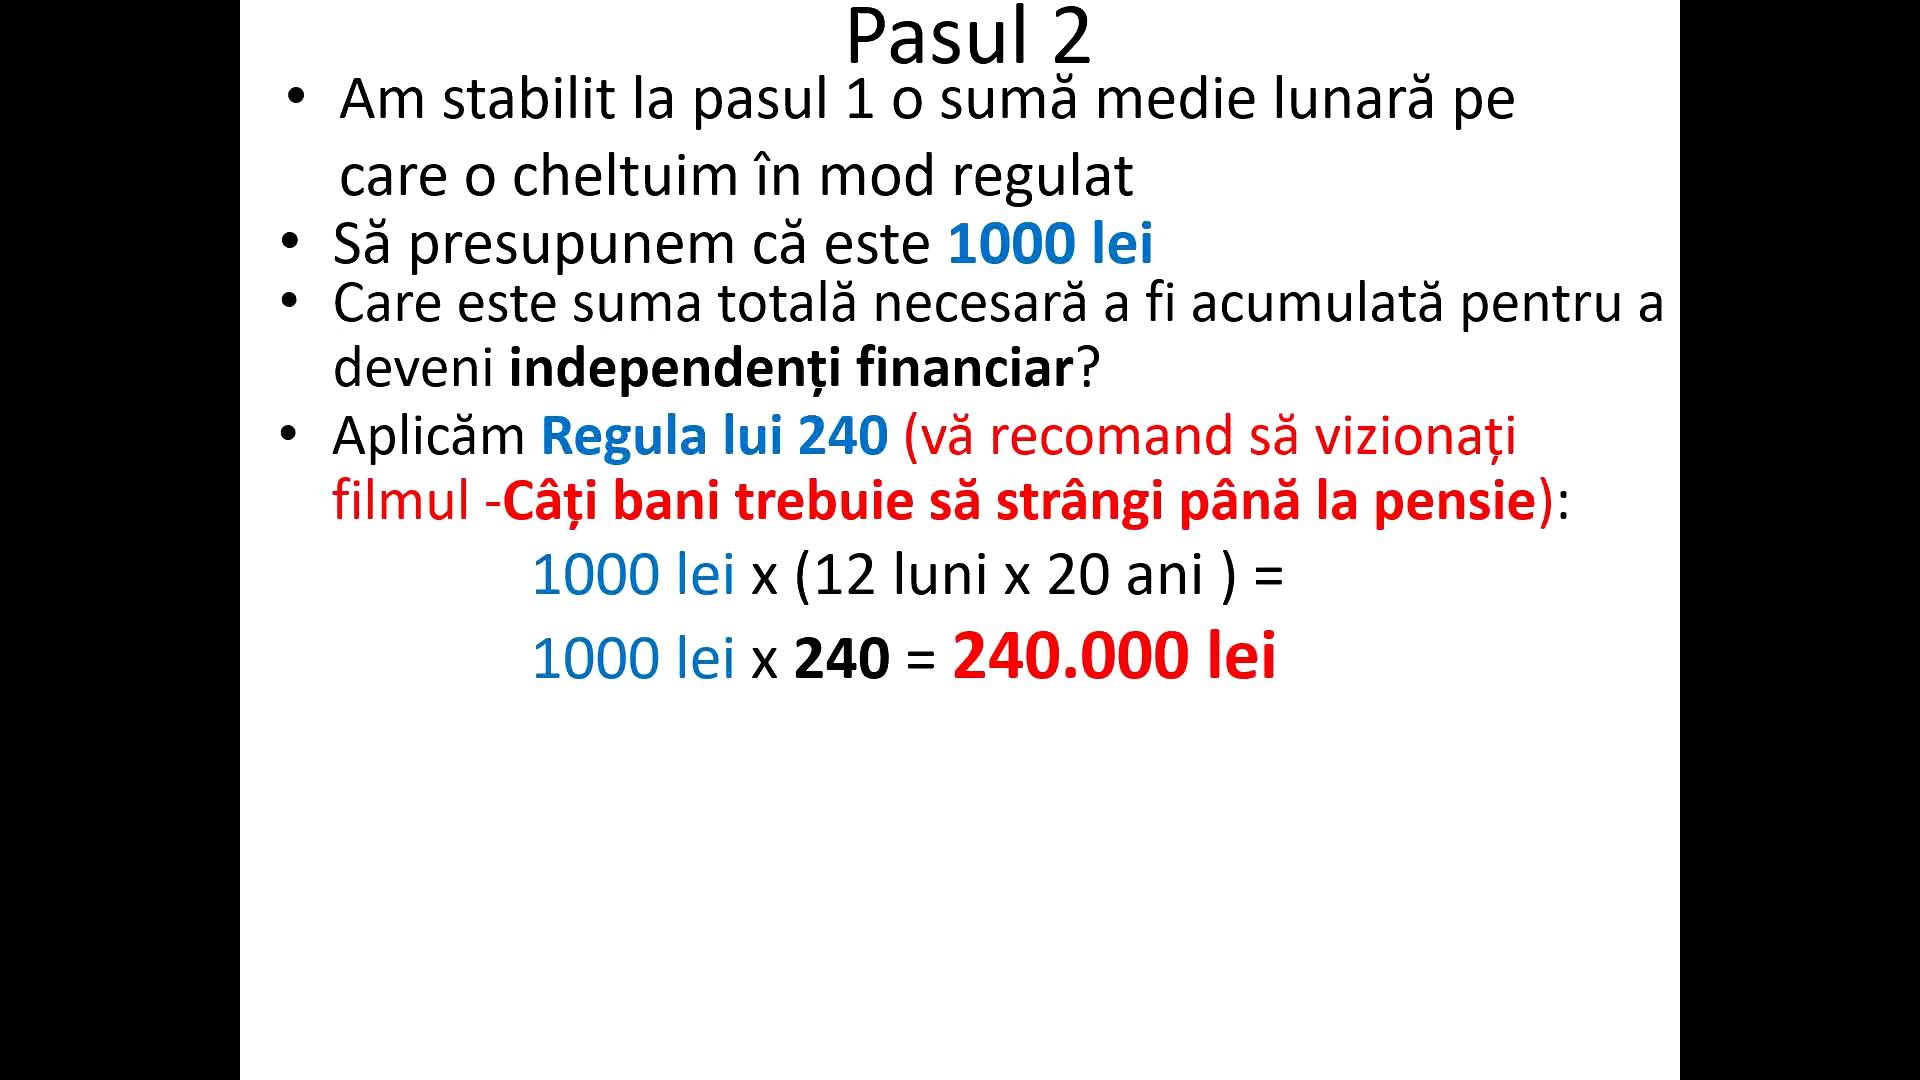 Pasul 2
• Am stabilit la pasul 1 o sumă medie lunară pe
care o cheltuim în mod regulat
• Să presupunem că este 1000 lei
• Care este suma totală necesară a fi acumulată pentru a
deveni independenți financiar?
• Aplicăm Regula lui 240 (vă recomand să vizionați
filmul -Câți bani trebuie să strângi până la pensie):
1000 lei x (12 luni x 20 ani ) =
1000 lei x 240 = 240.000 lei